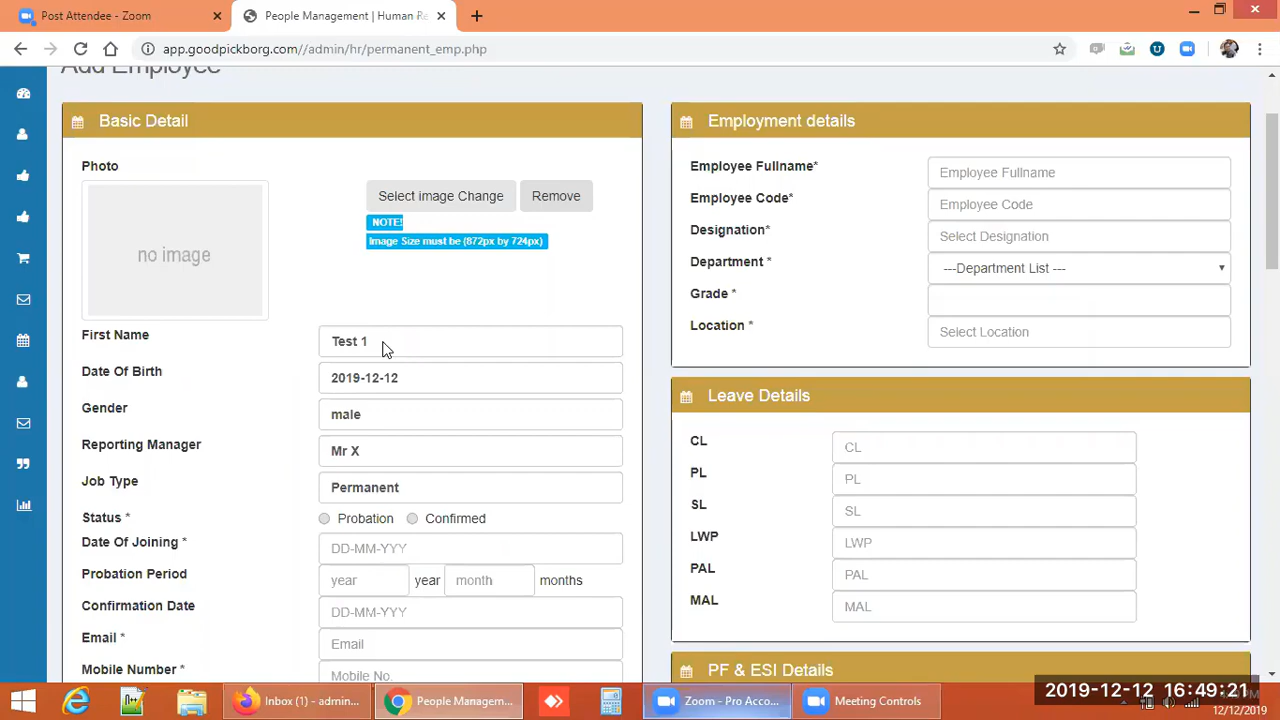 Post Attendee - Zoom
People Management | Human Re
app.goodpickborg.com//admin/hr/permanent_emp.php
Add Employee
Basic Detail
Photo
no image
Select image Change
Remove
NOTE!
Image Size must be (872px by 724px)
First Name
Test 1
Date Of Birth
2019-12-12
Gender
male
Reporting Manager
Mr X
Job Type
Permanent
Status *
Probation
Confirmed
Date Of Joining *
DD-MM-YYY
Probation Period
year
year
month
months
Confirmation Date
DD-MM-YYY
Email *
Email
Mobile Number *
Mobile No.
Employment details
Employee Fullname*
Employee Fullname
Employee Code*
Employee Code
Designation*
Select Designation
Department *
---Department List ---
Grade *
Location *
Select Location
Leave Details
CL
CL
PL
PL
SL
SL
LWP
LWP
PAL
PAL
MAL
MAL
PF & ESI Details
Inbox (1) - admin...
People Managem...
Zoom - Pro Acco...
Meeting Controls
2019-12-12 16:49:21
12/12/2019